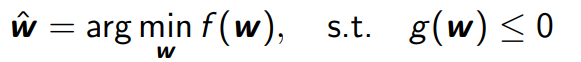 ŵ = arg min_w f(w), s.t. g(w) ≤ 0